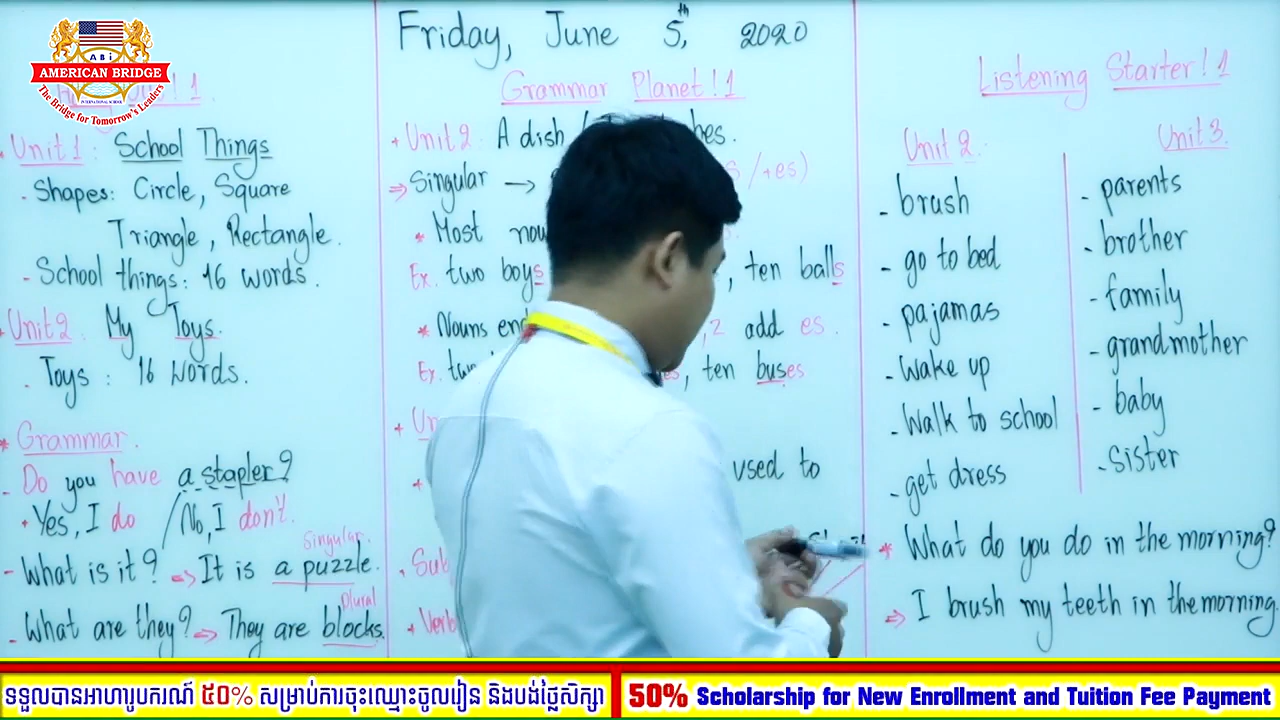 ABi
AMERICAN BRIDGE
INTERNATIONAL SCHOOL
The Bridge for Tomorrow's Leaders
! 1.
Unit 1: School Things
- Shapes: Circle, Square
Triangle, Rectangle.
- School things: 16 words.
Unit 2: My Toys.
- Toys : 16 words.
* Grammar.
- Do you have a stapler?
+ Yes, I do / No, I don't.
Singular.
- What is it? => It is a puzzle.
Plural
- What are they? => They are blocks.
Friday, June 5th, 2020
Grammar Planet! 1
+ Unit 2: A dish
=> Singular → s /+es)
* Most
Ex. two boys , ten balls
* Nouns ,z add es.
Ex. es, ten buses
+
used to
Listening Starter! 1
Unit 2.
- brush
- go to bed
- pajamas
- Wake up
- Walk to school
- get dress
Unit 3.
- parents
- brother
- family
- grandmother
- baby
- sister
* What do you do in the morning?
=> I brush my teeth in the morning.
ទទួលបានអាហារូបករណ៍ ៥០% សម្រាប់ការចុះឈ្មោះចូលរៀន និងបង់ថ្លៃសិក្សា
50% Scholarship for New Enrollment and Tuition Fee Payment